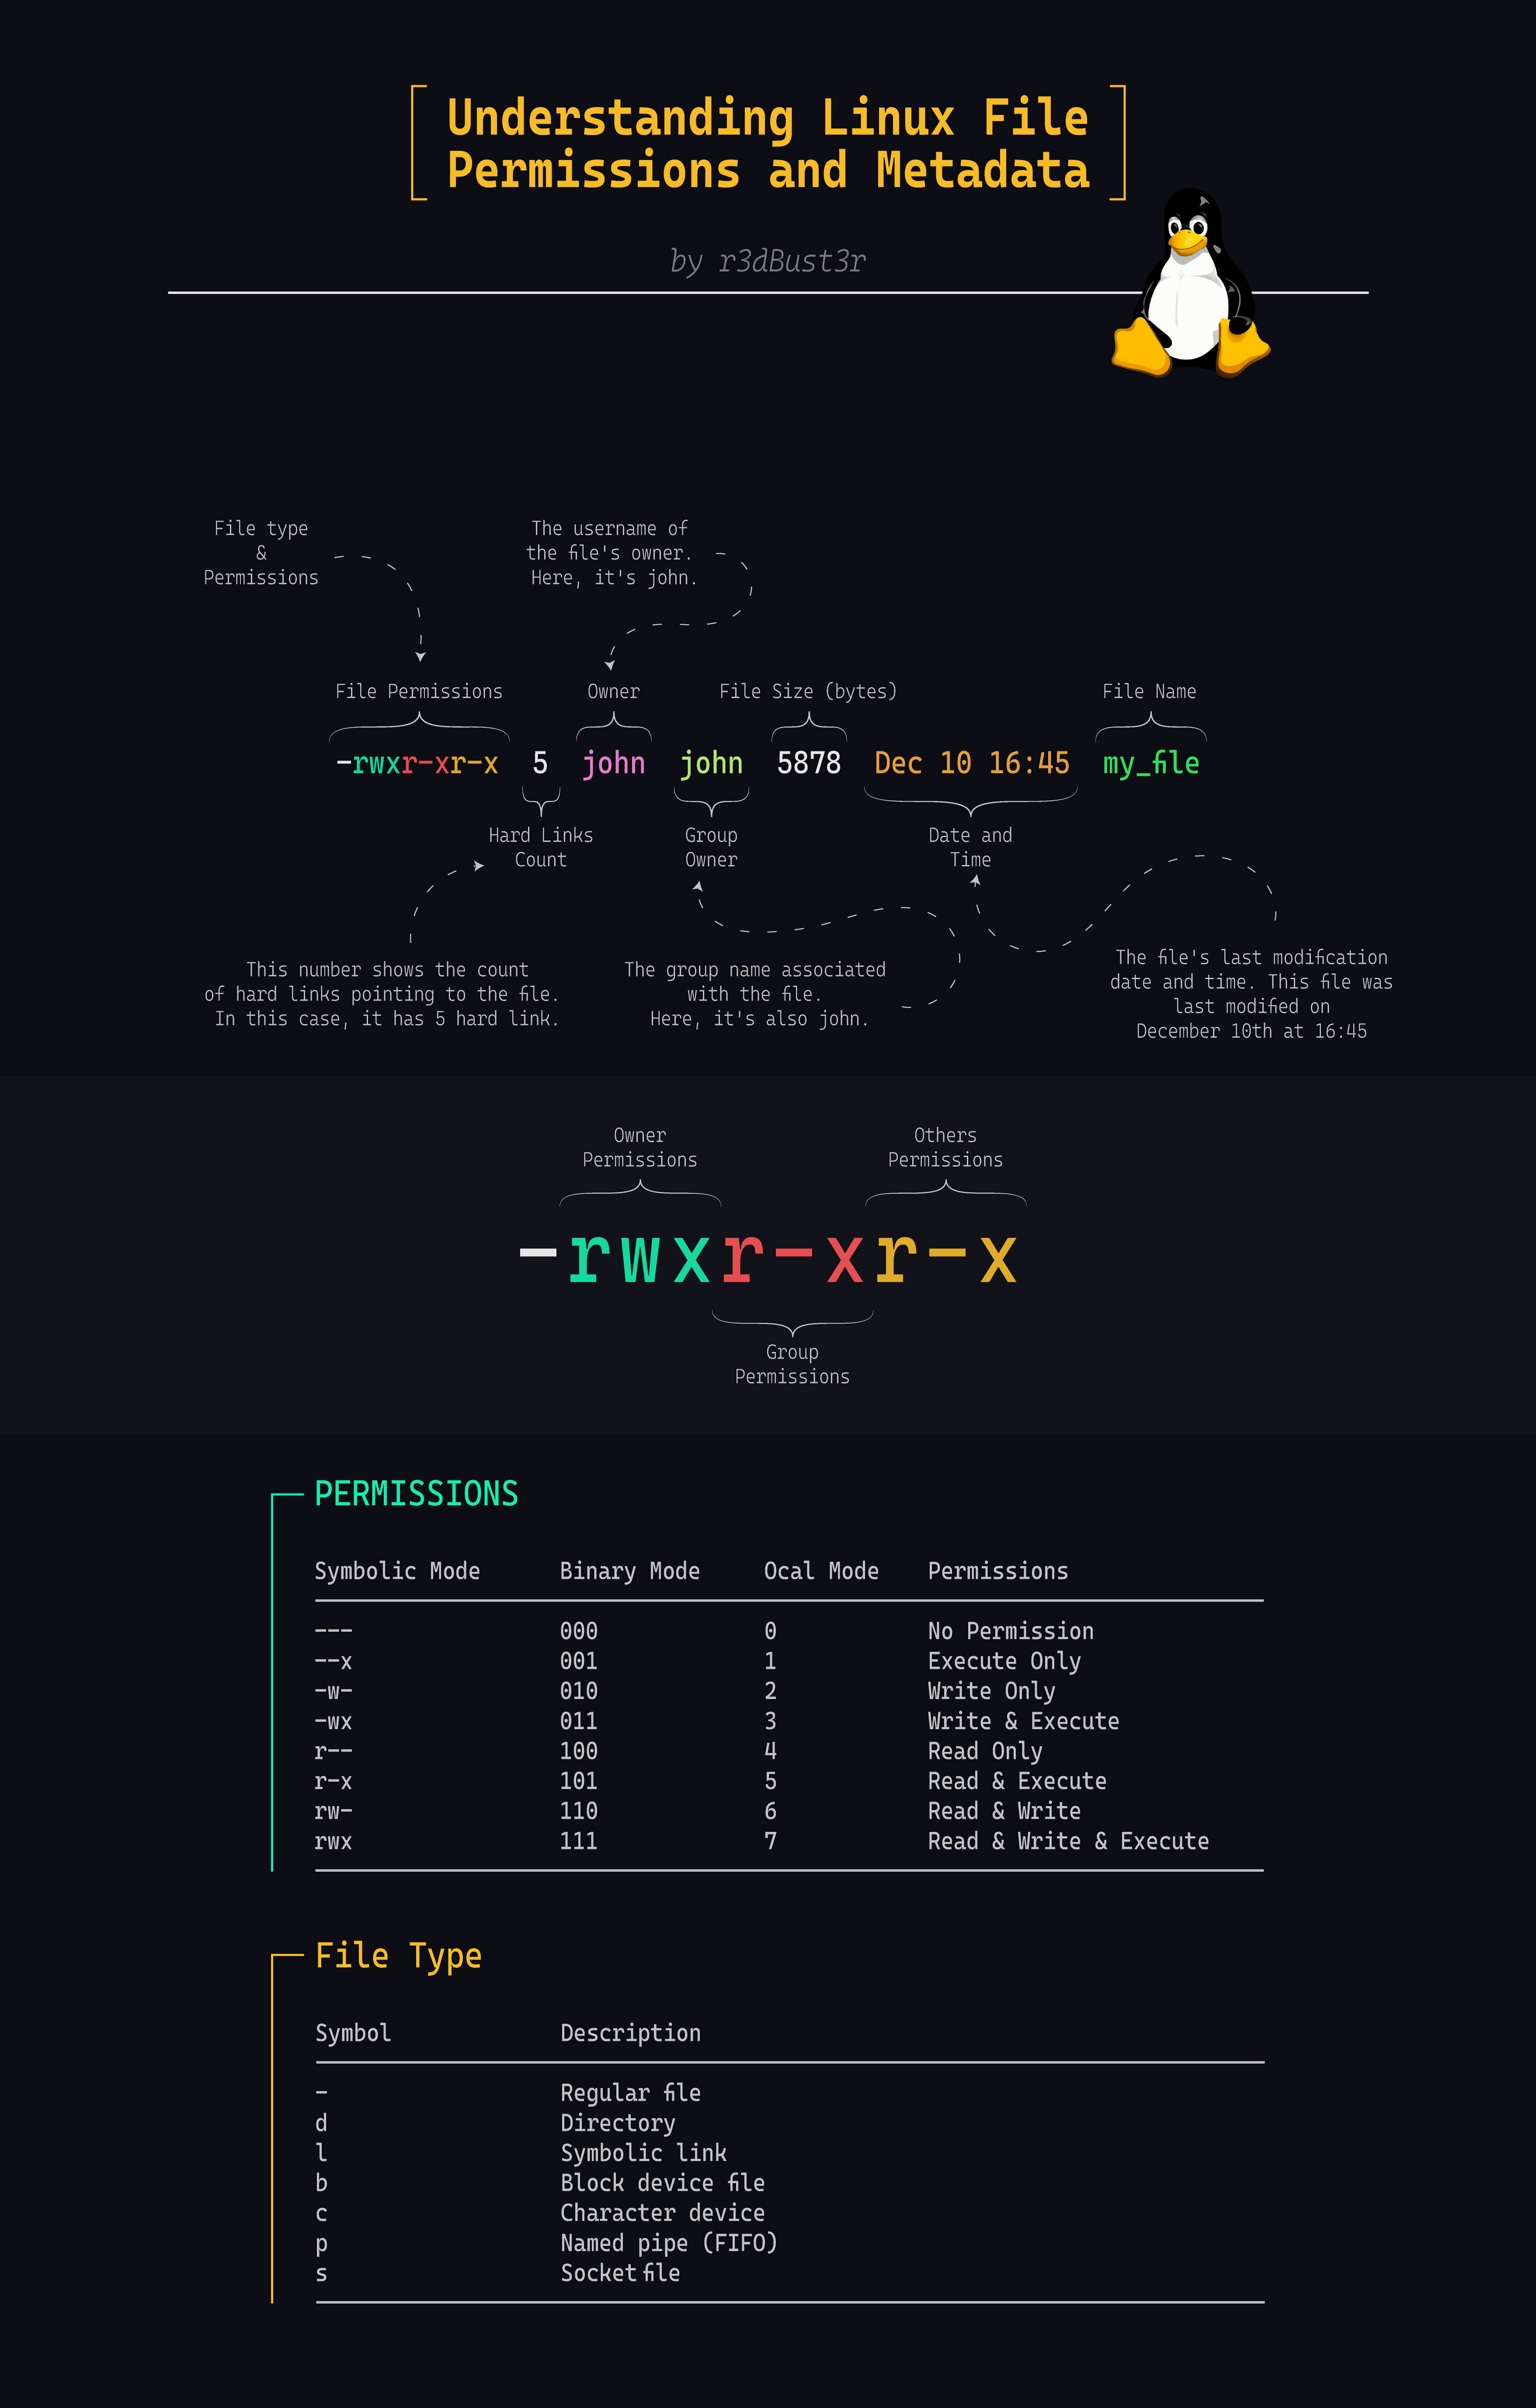 Understanding Linux File
Permissions and Metadata
by r3dBust3r
File type
&
Permissions
The username of
the file's owner.
Here, it's john.
File Permissions
Owner
File Size (bytes)
File Name
-rwxr-xr-x 5 john john 5878 Dec 10 16:45 my_file
Hard Links
Count
Group
Owner
Date and
Time
This number shows the count
of hard links pointing to the file.
In this case, it has 5 hard link.
The group name associated
with the file.
Here, it's also john.
The file's last modification
date and time. This file was
last modified on
December 10th at 16:45
Owner
Permissions
Others
Permissions
-rwxr-xr-x
Group
Permissions
PERMISSIONS
Symbolic Mode Binary Mode Ocal Mode Permissions
--- 000 0 No Permission
--x 001 1 Execute Only
-w- 010 2 Write Only
-wx 011 3 Write & Execute
r-- 100 4 Read Only
r-x 101 5 Read & Execute
rw- 110 6 Read & Write
rwx 111 7 Read & Write & Execute
File Type
Symbol Description
- Regular file
d Directory
l Symbolic link
b Block device file
c Character device
p Named pipe (FIFO)
s Socket file